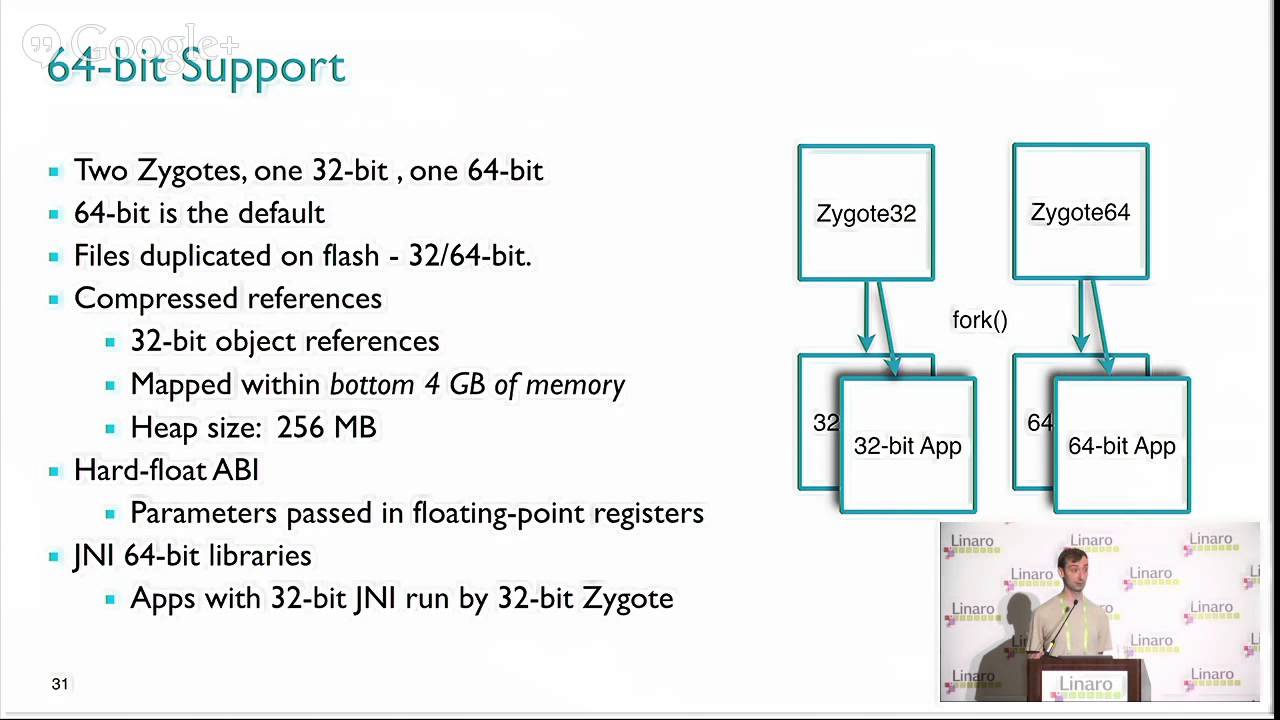 Google+
64-bit Support
Two Zygotes, one 32-bit , one 64-bit
64-bit is the default
Files duplicated on flash - 32/64-bit.
Compressed references
32-bit object references
Mapped within bottom 4 GB of memory
Heap size: 256 MB
Hard-float ABI
Parameters passed in floating-point registers
JNI 64-bit libraries
Apps with 32-bit JNI run by 32-bit Zygote
31
Zygote32
Zygote64
fork()
32
32-bit App
64
64-bit App
Linaro
Linaro
Linaro
Linaro
Linaro
Linaro
Linaro
Linaro
Linaro
Linaro
Linaro
Linaro